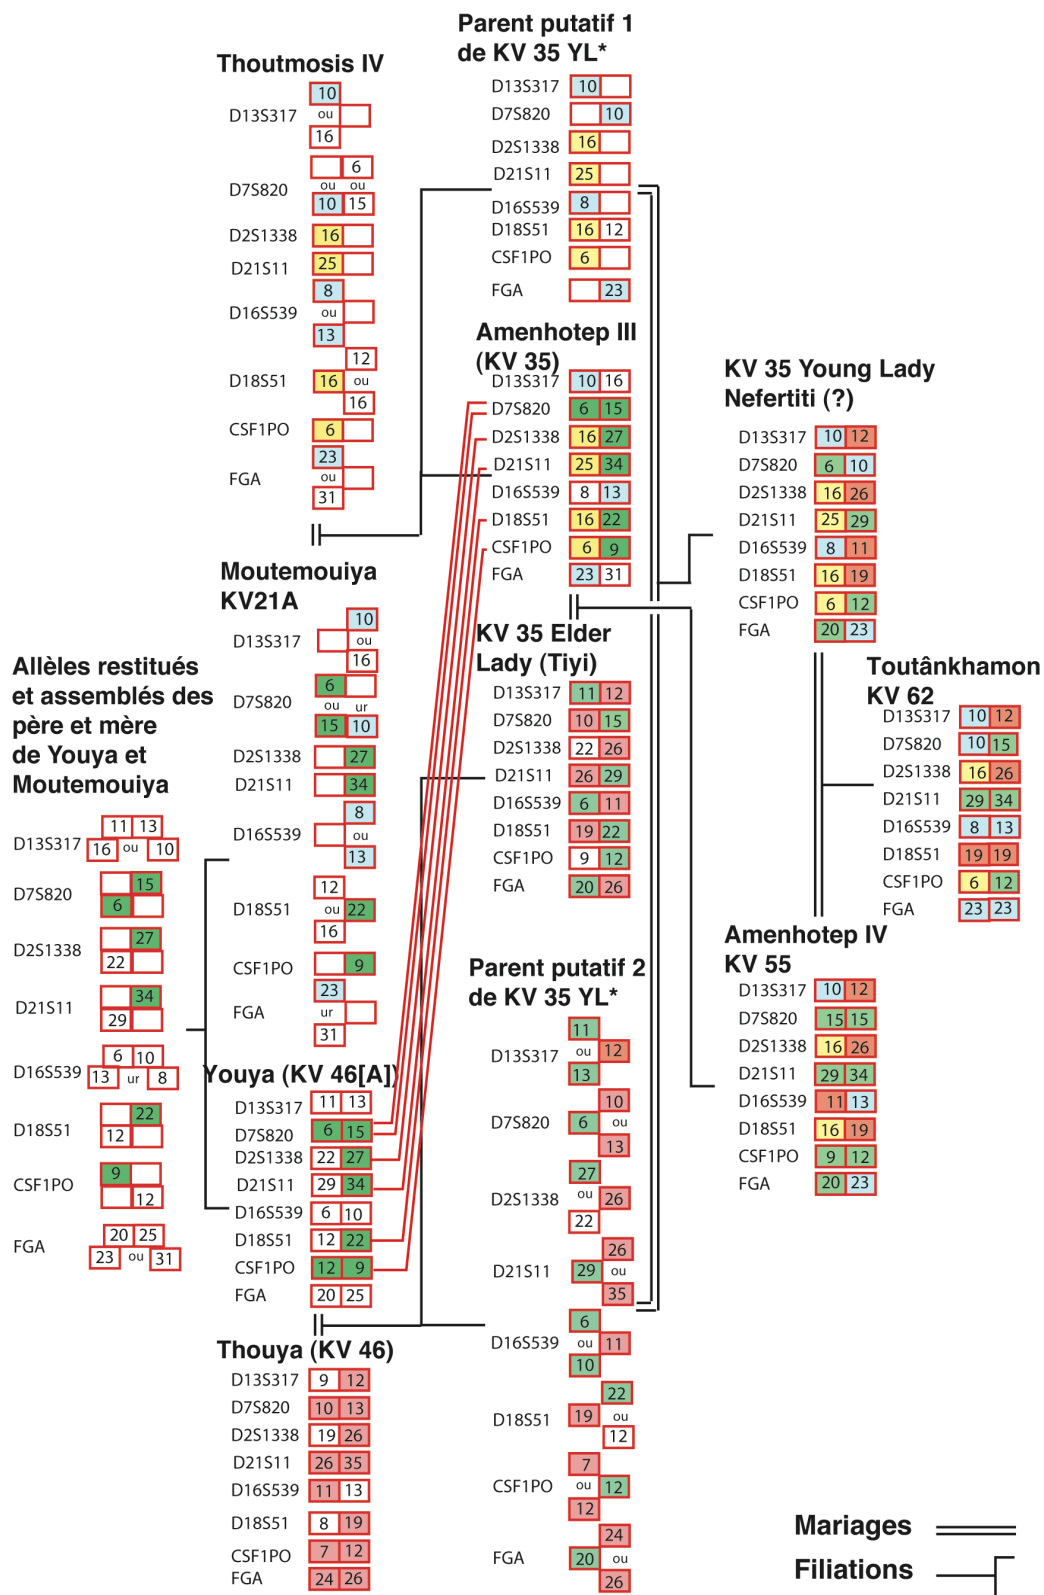 Thoutmosis IV
D13S317 10 ou 16
D7S820 6 ou ou 10 15
D2S1338 16
D21S11 25
D16S539 8 ou 13
D18S51 16 12 ou 16
CSF1PO 6
FGA 23 ou 31
Parent putatif 1
de KV 35 YL*
D13S317 10
D7S820 10
D2S1338 16
D21S11 25
D16S539 8
D18S51 16 12
CSF1PO 6
FGA 23
Amenhotep III
(KV 35)
D13S317 10 16
D7S820 6 15
D2S1338 16 27
D21S11 25 34
D16S539 8 13
D18S51 16 22
CSF1PO 6 9
FGA 23 31
KV 35 Young Lady
Nefertiti (?)
D13S317 10 12
D7S820 6 10
D2S1338 16 26
D21S11 25 29
D16S539 8 11
D18S51 16 19
CSF1PO 6 12
FGA 20 23
Moutemouiya
KV21A
D13S317 10 ou 16
D7S820 6 ou ur 15 10
D2S1338 27
D21S11 34
D16S539 8 ou 13
D18S51 12 ou 16 22
CSF1PO 9
FGA 23 ur 31
KV 35 Elder
Lady (Tiyi)
D13S317 11 12
D7S820 10 15
D2S1338 22 26
D21S11 26 29
D16S539 6 11
D18S51 19 22
CSF1PO 9 12
FGA 20 26
Toutânkhamon
KV 62
D13S317 10 12
D7S820 10 15
D2S1338 16 26
D21S11 29 34
D16S539 8 13
D18S51 19 19
CSF1PO 6 12
FGA 23 23
Allèles restitués
et assemblés des
père et mère
de Youya et
Moutemouiya
D13S317 11 13 16 ou 10
D7S820 15 6
D2S1338 27 22
D21S11 34 29
D16S539 6 10 13 ur 8
D18S51 22 12
CSF1PO 9 12
FGA 20 25 23 ou 31
Youya (KV 46[A])
D13S317 11 13
D7S820 6 15
D2S1338 22 27
D21S11 29 34
D16S539 6 10
D18S51 12 22
CSF1PO 12 9
FGA 20 25
Parent putatif 2
de KV 35 YL*
D13S317 11 ou 13 12
D7S820 6 10 ou 13
D2S1338 27 ou 22 26
D21S11 29 26 ou 35
D16S539 6 ou 10 11
D18S51 19 22 ou 12
CSF1PO 7 ou 12 12
FGA 20 24 ou 26
Amenhotep IV
KV 55
D13S317 10 12
D7S820 15 15
D2S1338 16 26
D21S11 29 34
D16S539 11 13
D18S51 16 19
CSF1PO 9 12
FGA 20 23
Thouya (KV 46)
D13S317 9 12
D7S820 10 13
D2S1338 19 26
D21S11 26 35
D16S539 11 13
D18S51 8 19
CSF1PO 7 12
FGA 24 26
Mariages
Filiations